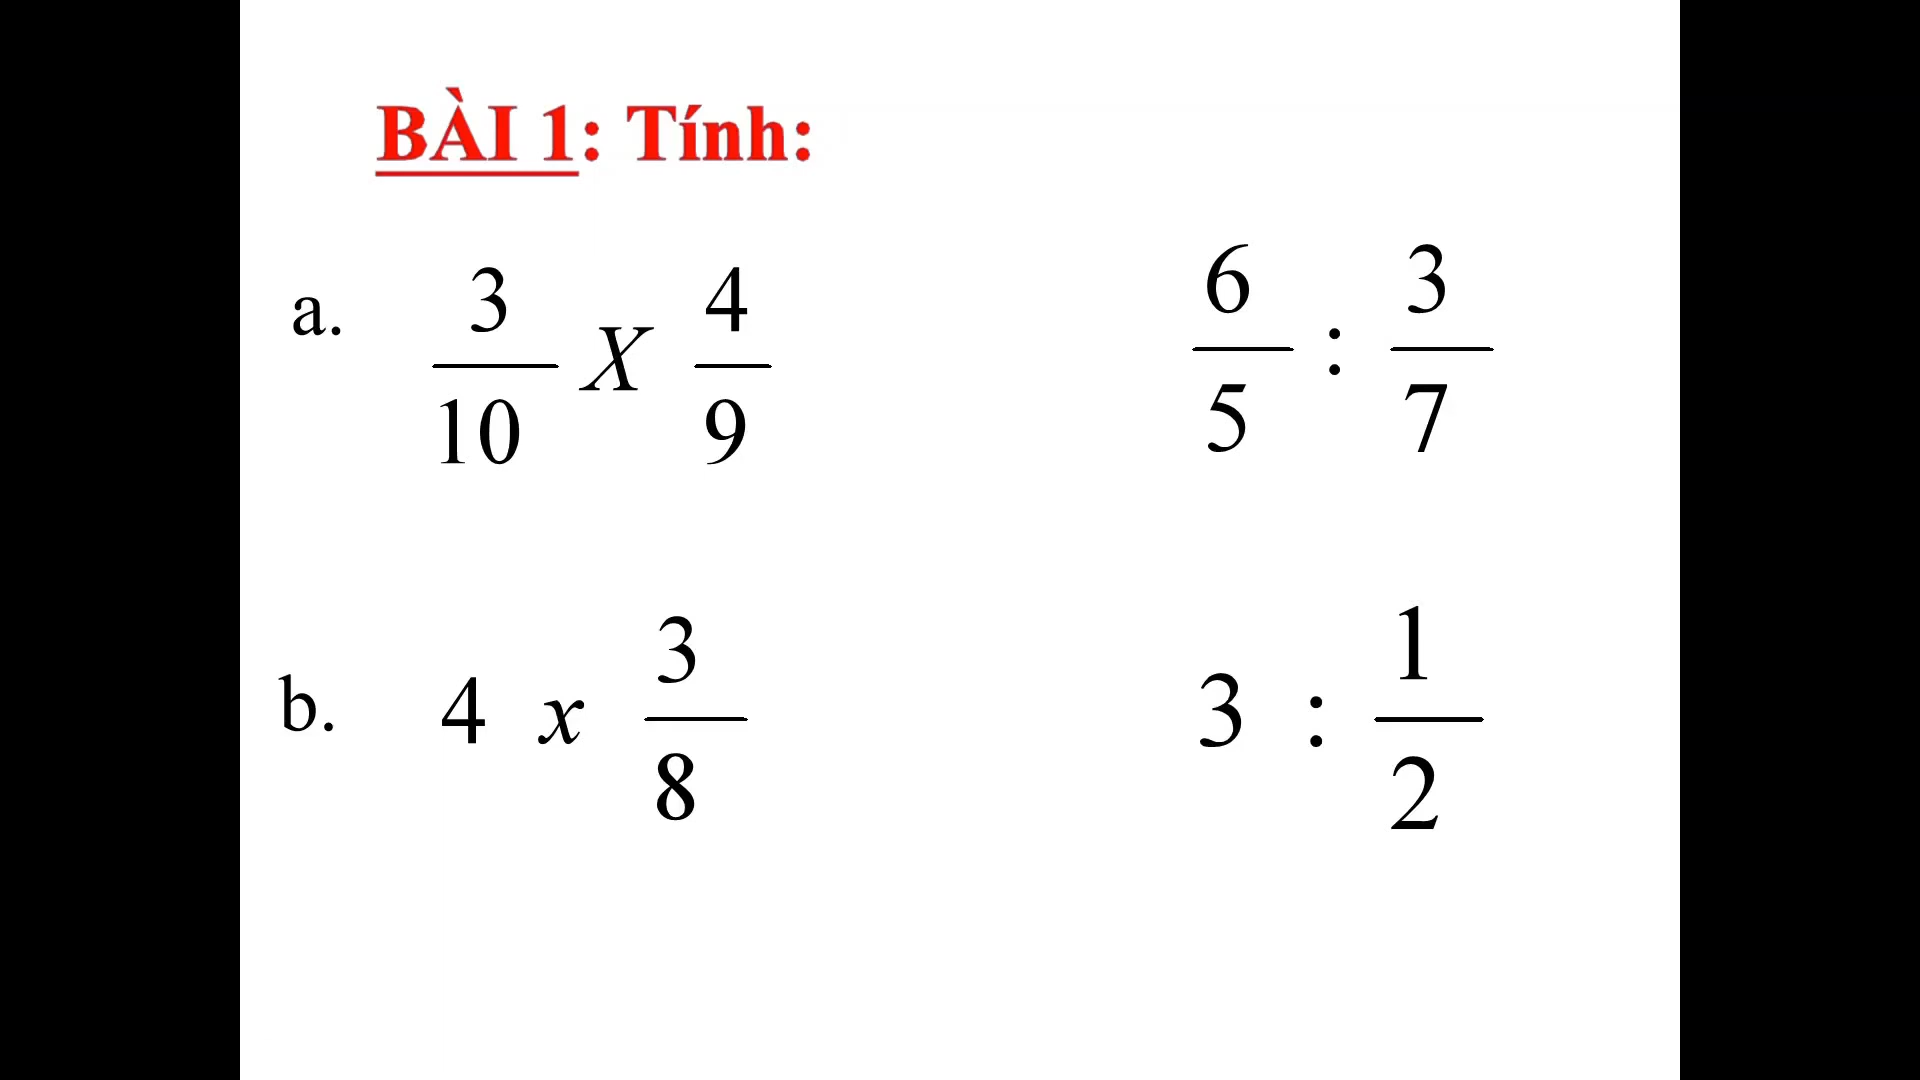 BÀI 1: Tính:
a. 3/10 X 4/9
6/5 : 3/7
b. 4 x 3/8
3 : 1/2